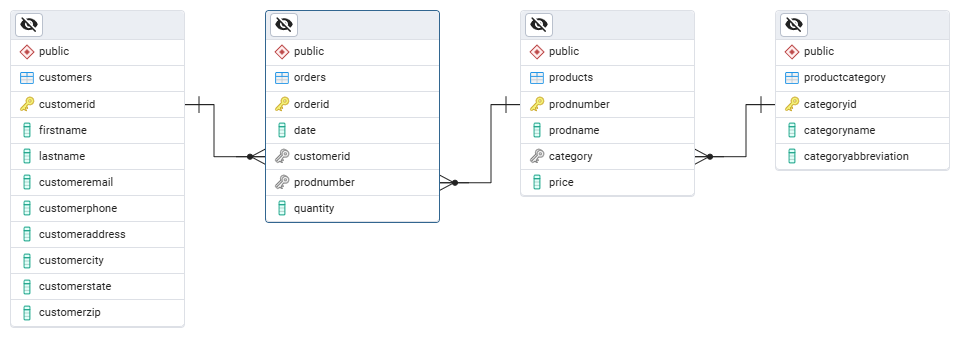 public
customers
customerid
firstname
lastname
customeremail
customerphone
customeraddress
customercity
customerstate
customerzip
public
orders
orderid
date
customerid
prodnumber
quantity
public
products
prodnumber
prodname
category
price
public
productcategory
categoryid
categoryname
categoryabbreviation